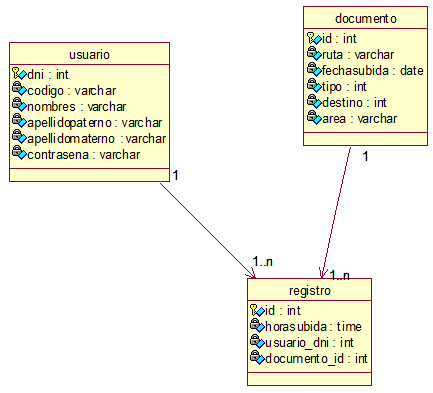 usuario
dni : int
codigo : varchar
nombres : varchar
apellidopaterno : varchar
apellidomaterno : varchar
contrasena : varchar
1
documento
id : int
ruta : varchar
fechasubida : date
tipo : int
destino : int
area : varchar
1
1..n
1..n
registro
id : int
horasubida : time
usuario_dni : int
documento_id : int